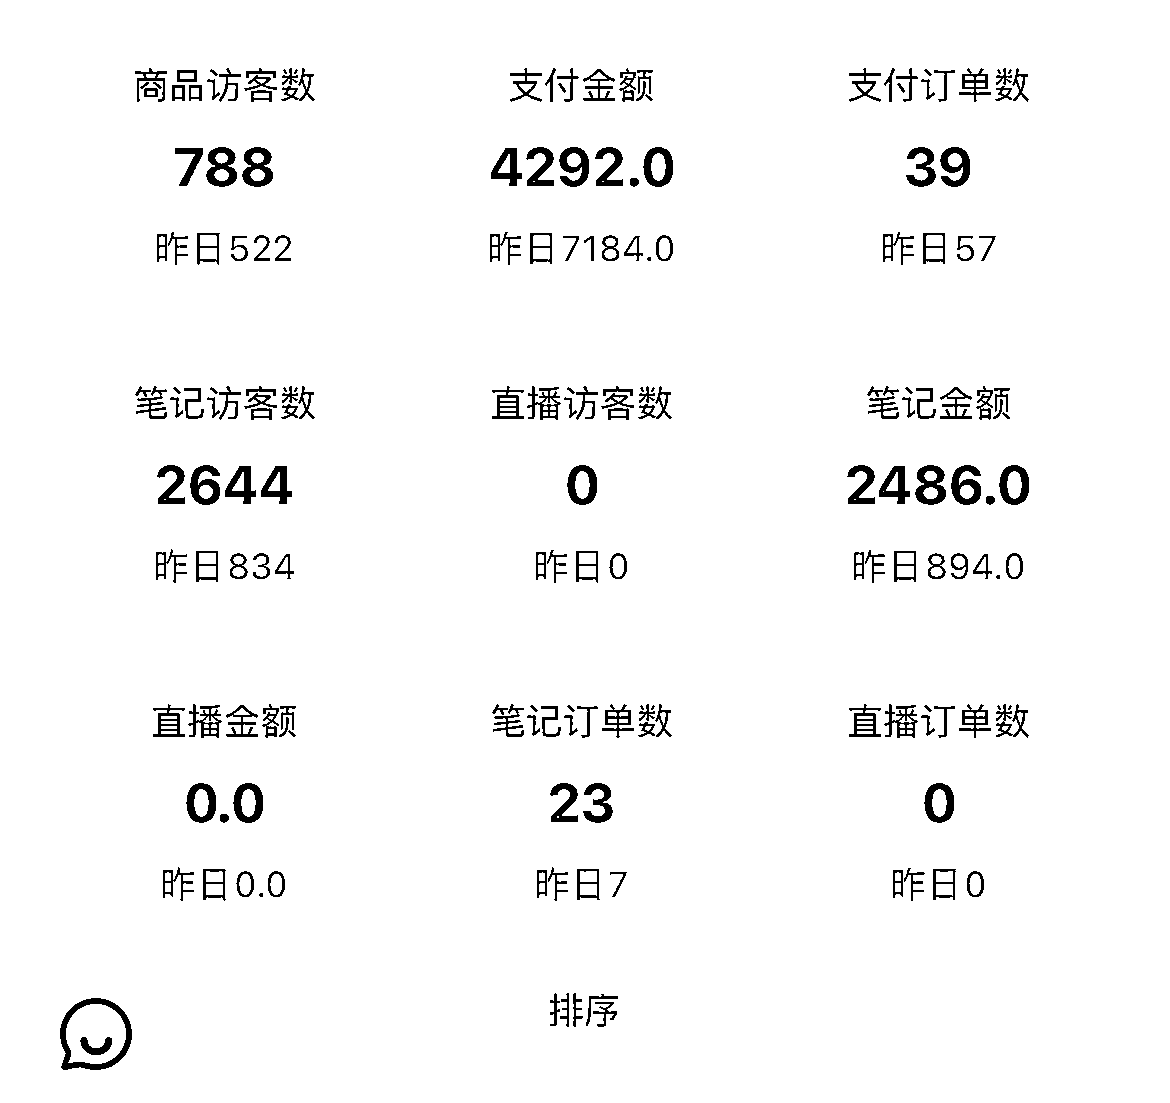 商品访客数 支付金额 支付订单数
788 4292.0 39
昨日522 昨日7184.0 昨日57
笔记访客数 直播访客数 笔记金额
2644 0 2486.0
昨日834 昨日0 昨日894.0
直播金额 笔记订单数 直播订单数
0.0 23 0
昨日0.0 昨日7 昨日0
排序